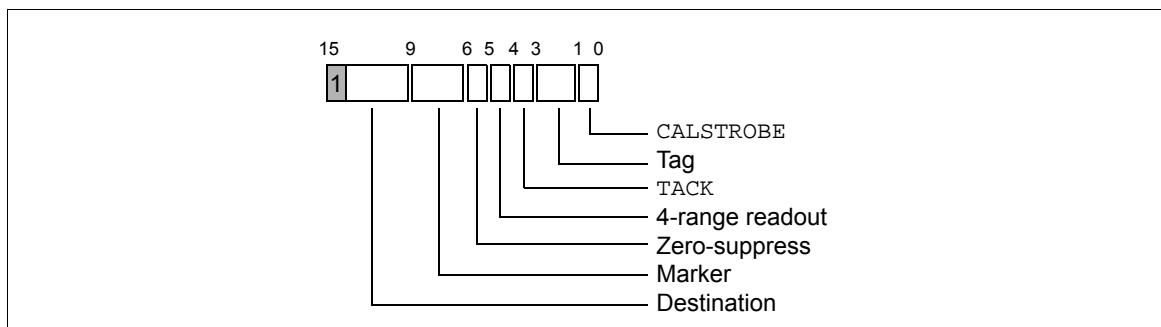 15 9 6 5 4 3 1 0
1
CALSTROBE
Tag
TACK
4-range readout
Zero-suppress
Marker
Destination